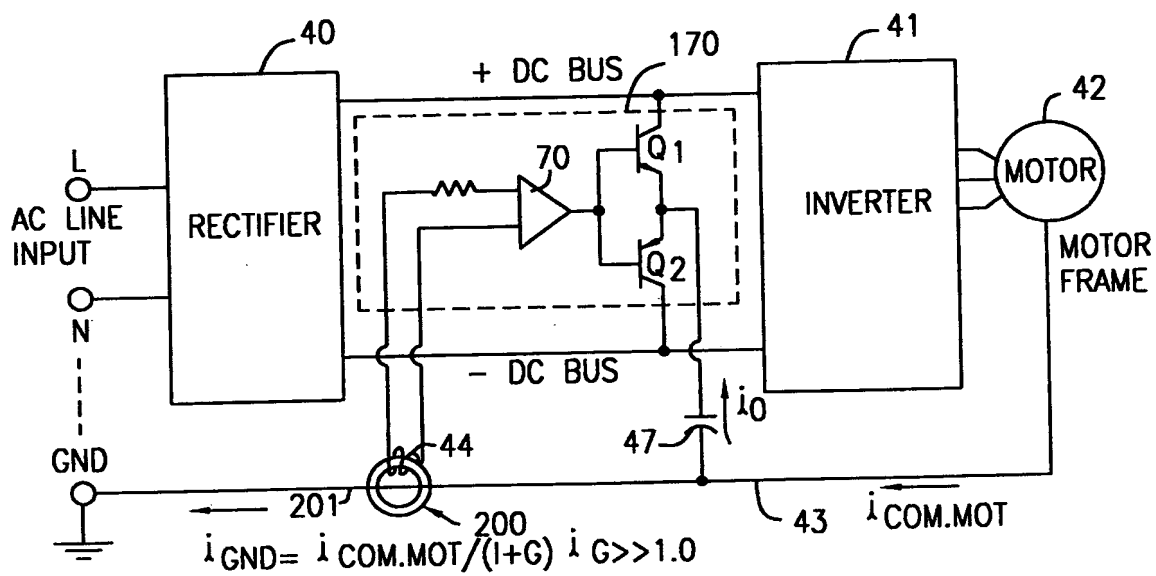 40
41
+ DC BUS
170
42
Q1
L
70
MOTOR
AC LINE
INPUT
RECTIFIER
INVERTER
MOTOR
FRAME
Q2
N
- DC BUS
i0
47
44
GND
201
200
43
iCOM.MOT
iGND= iCOM.MOT/(I+G) i G>>1.0